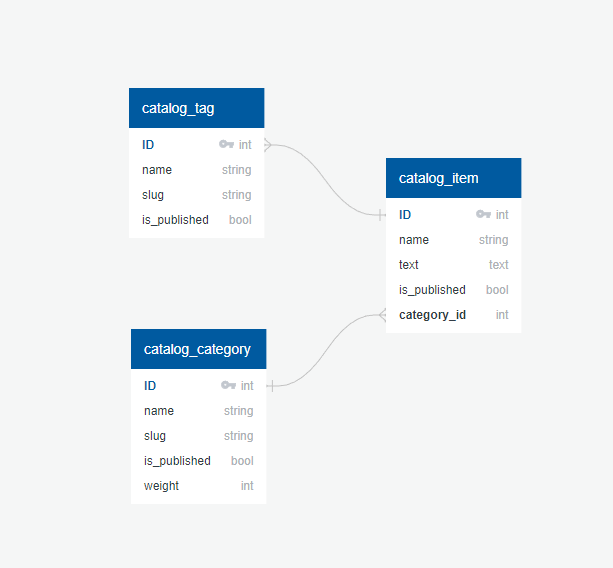 catalog_tag
ID int
name string
slug string
is_published bool
catalog_item
ID int
name string
text text
is_published bool
category_id int
catalog_category
ID int
name string
slug string
is_published bool
weight int